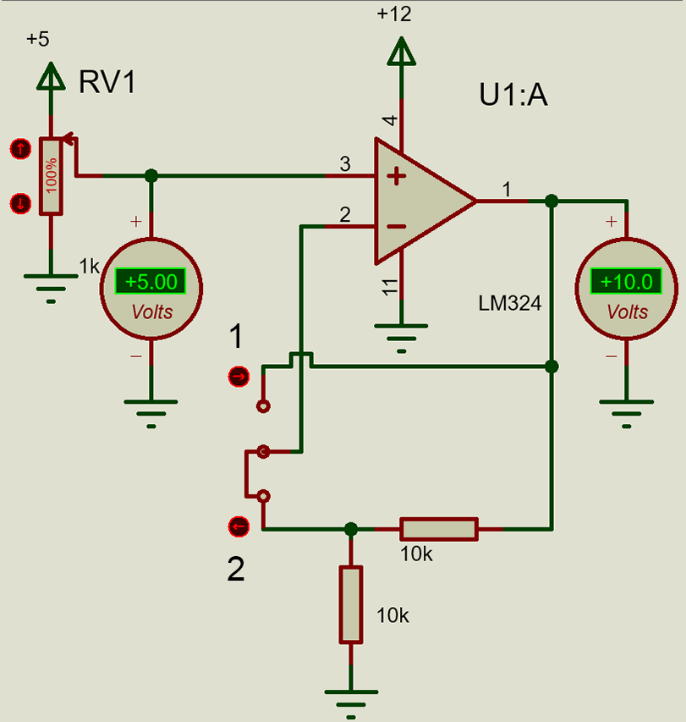 +12
+5
RV1
U1:A
4
100%
3
+
2
−
1
11
+
+5.00
Volts
−
1k
+
+10.0
Volts
−
LM324
1
2
10k
10k